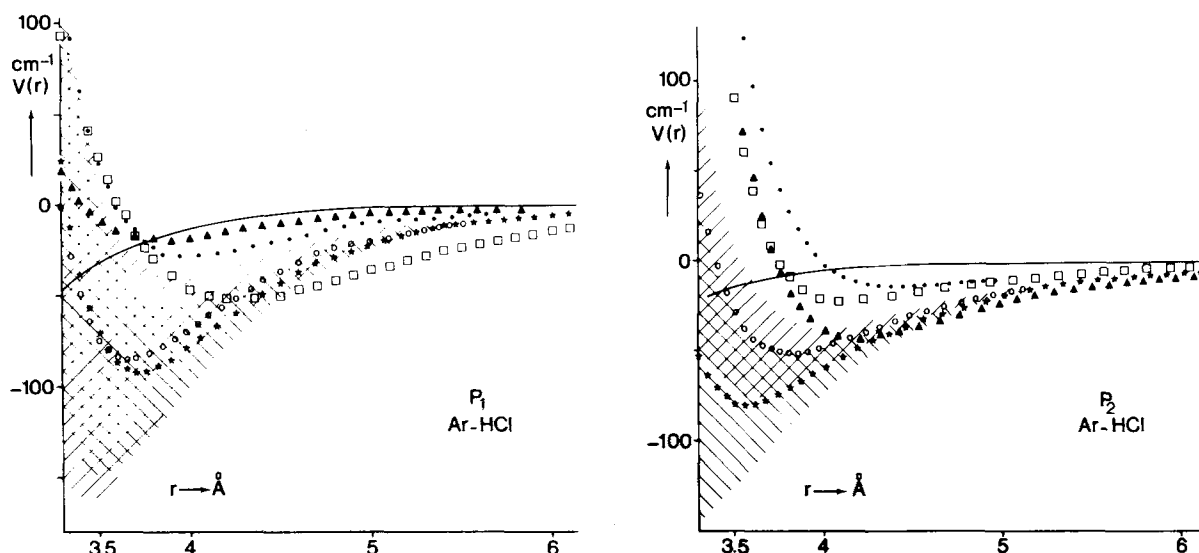 100
cm⁻¹
V(r)
0
-100
P₁
Ar-HCl
r → Å
3.5 4 5 6
100
cm⁻¹
V(r)
0
-100
P₂
Ar-HCl
r → Å
3.5 4 5 6